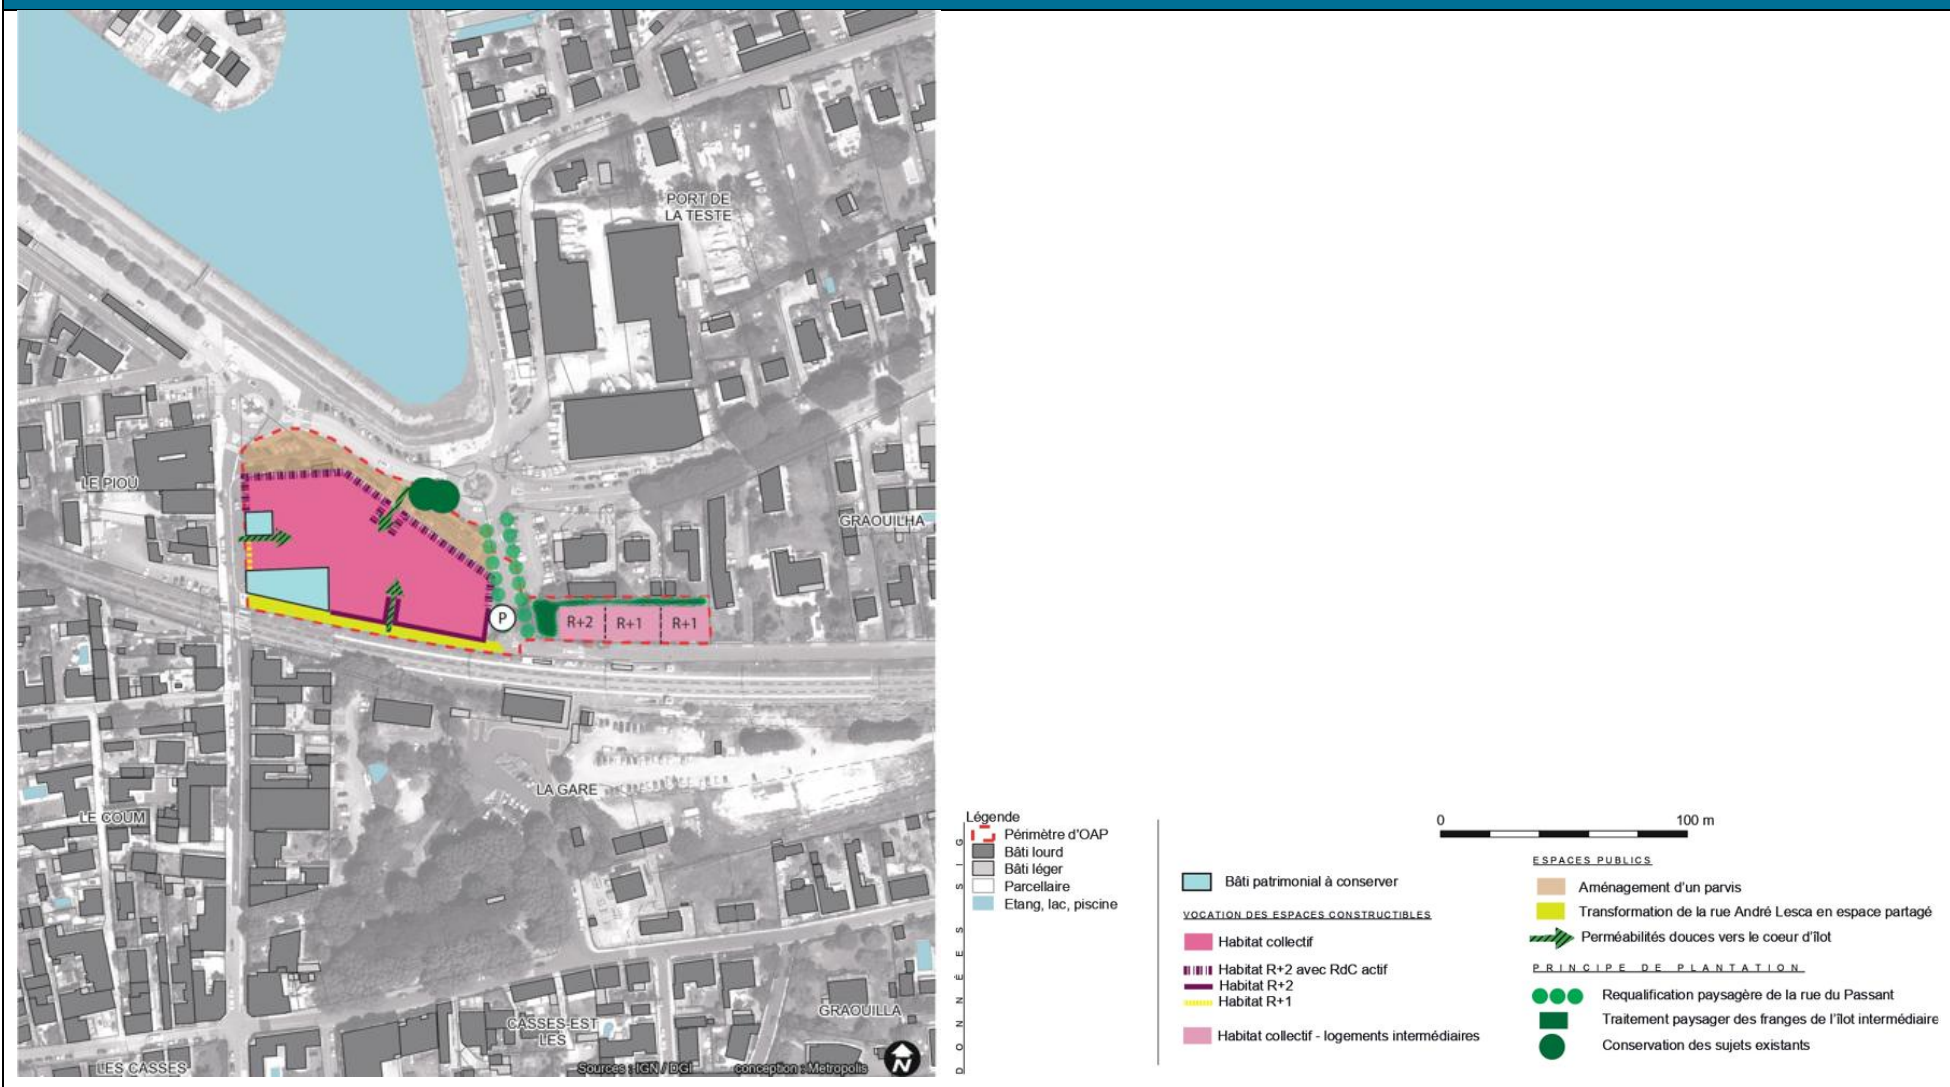 PORT DE
LA TESTE
LE PIOU
GRAOUILHA
P
R+2
R+1
R+1
LA GARE
LE COUM
CASSES-EST
LES
GRAOUILLA
LES CASSES
Sources : IGN / DGI
conception : Metropolis
N
DONNÉES SIG
Légende
Périmètre d'OAP
Bâti lourd
Bâti léger
Parcellaire
Etang, lac, piscine
Bâti patrimonial à conserver
VOCATION DES ESPACES CONSTRUCTIBLES
Habitat collectif
Habitat R+2 avec RdC actif
Habitat R+2
Habitat R+1
Habitat collectif - logements intermédiaires
0 100 m
ESPACES PUBLICS
Aménagement d'un parvis
Transformation de la rue André Lesca en espace partagé
Perméabilités douces vers le coeur d'îlot
PRINCIPE DE PLANTATION
Requalification paysagère de la rue du Passant
Traitement paysager des franges de l'îlot intermédiaire
Conservation des sujets existants